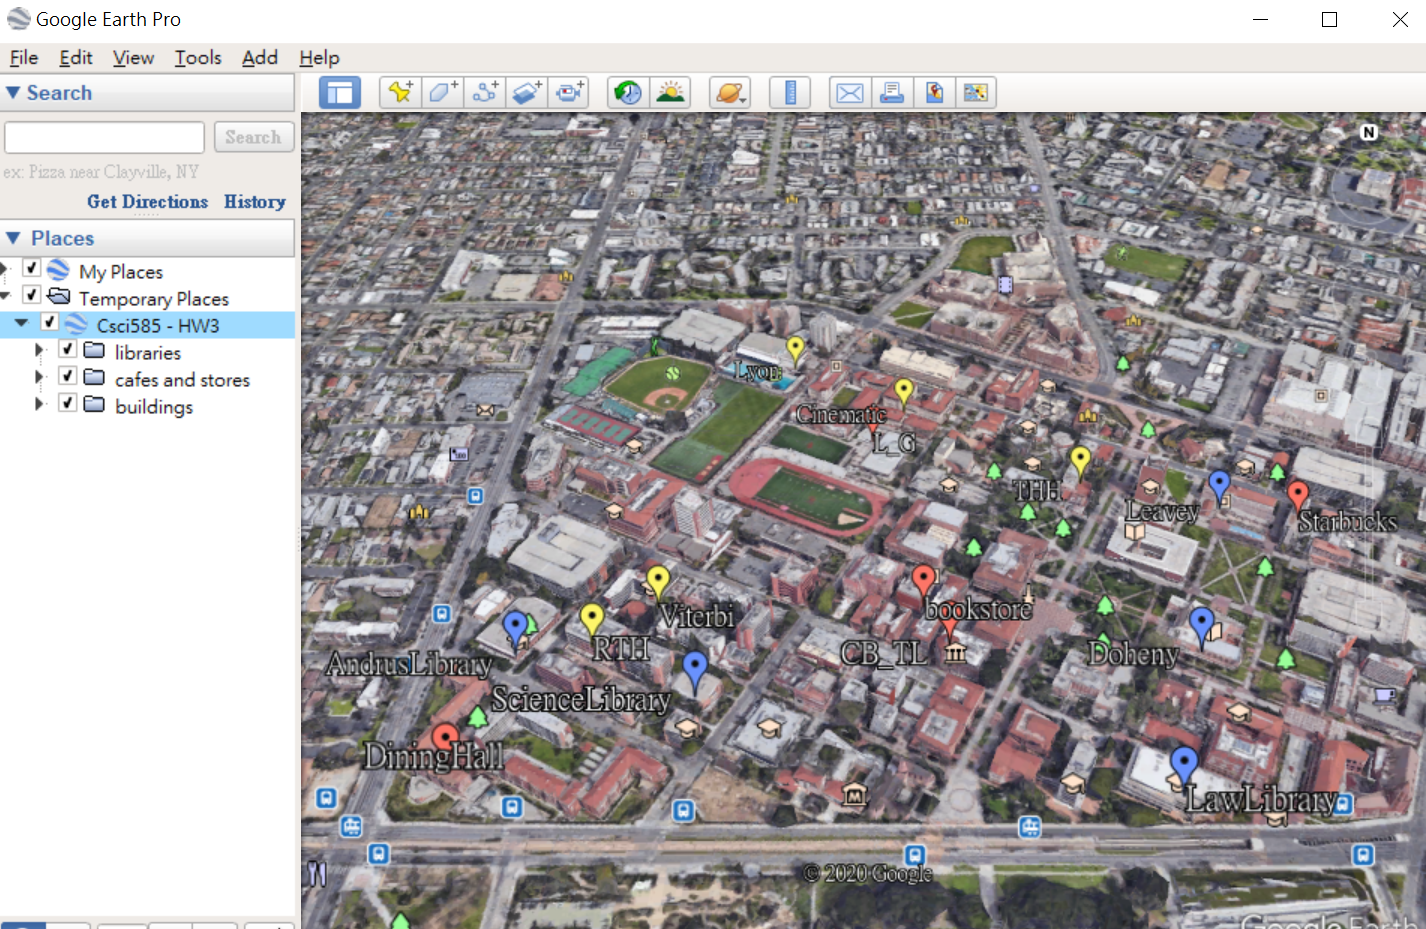 Google Earth Pro
File Edit View Tools Add Help
Search
Search
ex: Pizza near Clayville, NY
Get Directions History
Places
My Places
Temporary Places
Csci585 - HW3
libraries
cafes and stores
buildings
N
Lyon
Cinematic
L_G
THH
Leavey
Starbucks
Viterbi
bookstore
RTH
CB_TL
Doheny
AndrusLibrary
ScienceLibrary
DiningHall
LawLibrary
© 2020 Google
Google Earth